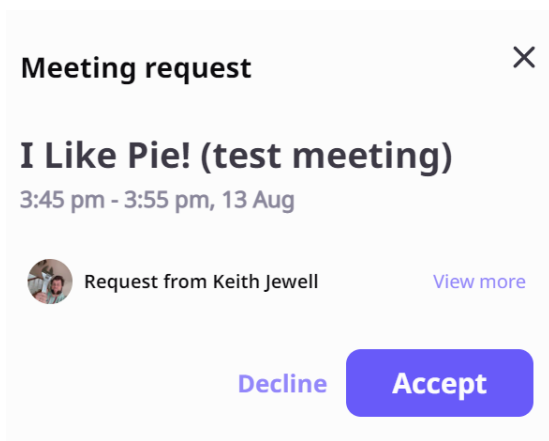 Meeting request
I Like Pie! (test meeting)
3:45 pm - 3:55 pm, 13 Aug
Request from Keith Jewell View more
Decline Accept